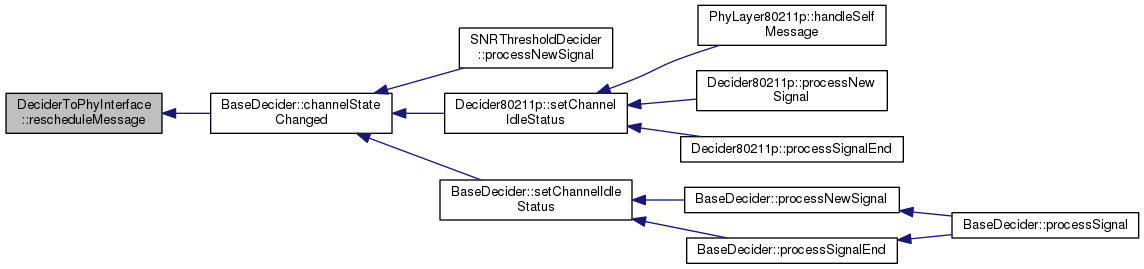 DeciderToPhyInterface
::rescheduleMessage
BaseDecider::channelState
Changed
SNRThresholdDecider
::processNewSignal
Decider80211p::setChannel
IdleStatus
BaseDecider::setChannelIdle
Status
PhyLayer80211p::handleSelf
Message
Decider80211p::processNew
Signal
Decider80211p::processSignalEnd
BaseDecider::processNewSignal
BaseDecider::processSignalEnd
BaseDecider::processSignal